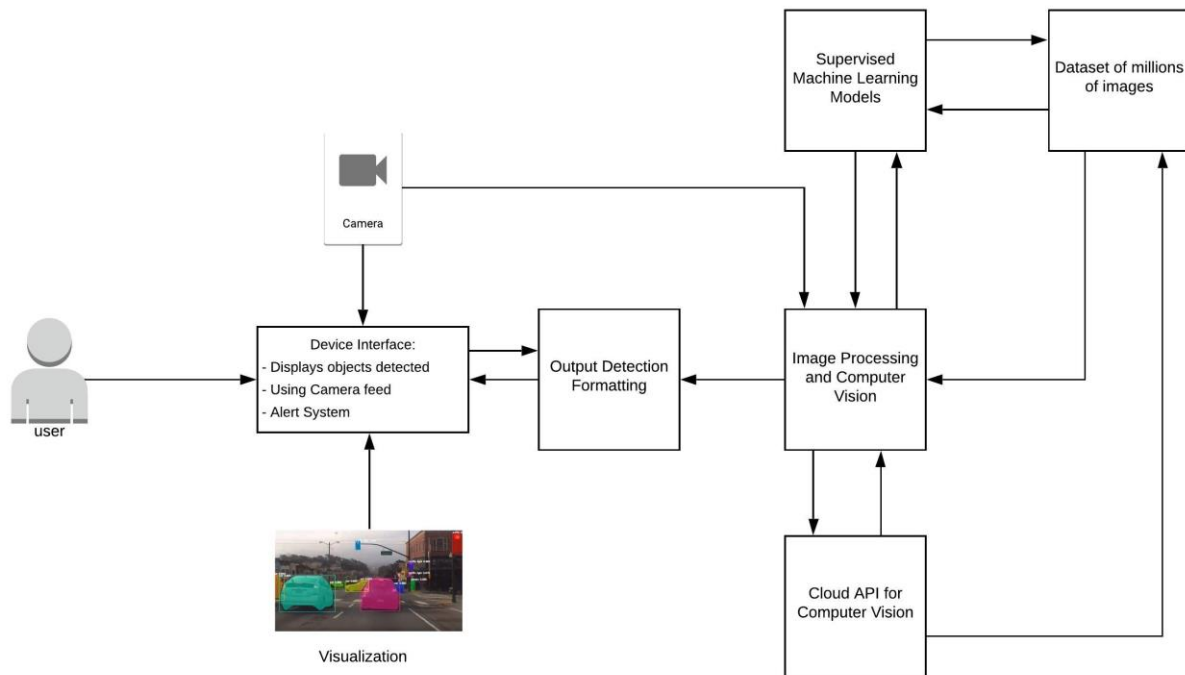 Supervised
Machine Learning
Models
Dataset of millions
of images
Camera
Device Interface:
- Displays objects detected
- Using Camera feed
- Alert System
Output Detection
Formatting
Image Processing
and Computer
Vision
user
Cloud API for
Computer Vision
Visualization